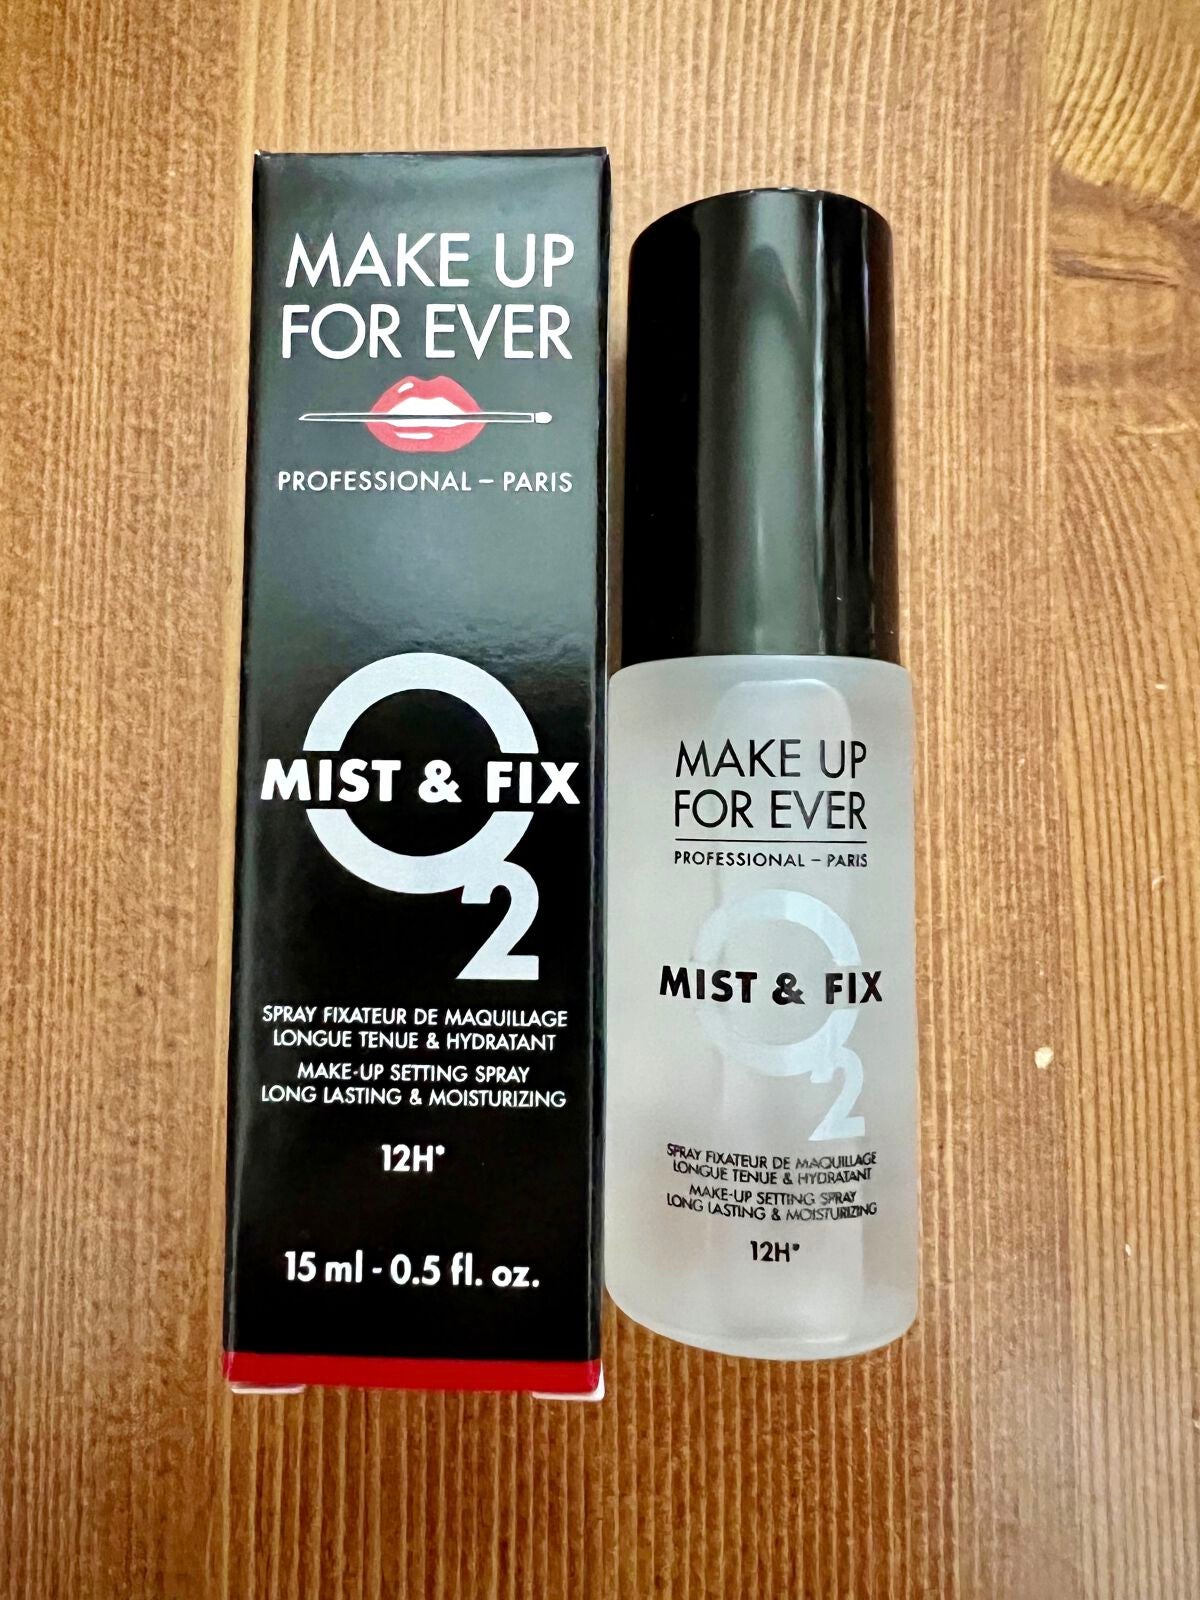 MAKE UP
FOR EVER
PROFESSIONAL – PARIS
O2
MIST & FIX
SPRAY FIXATEUR DE MAQUILLAGE
LONGUE TENUE & HYDRATANT
MAKE-UP SETTING SPRAY
LONG LASTING & MOISTURIZING
12H*
15 ml - 0.5 fl. oz.
MAKE UP
FOR EVER
PROFESSIONAL – PARIS
O2
MIST & FIX
SPRAY FIXATEUR DE MAQUILLAGE
LONGUE TENUE & HYDRATANT
MAKE-UP SETTING SPRAY
LONG LASTING & MOISTURIZING
12H*